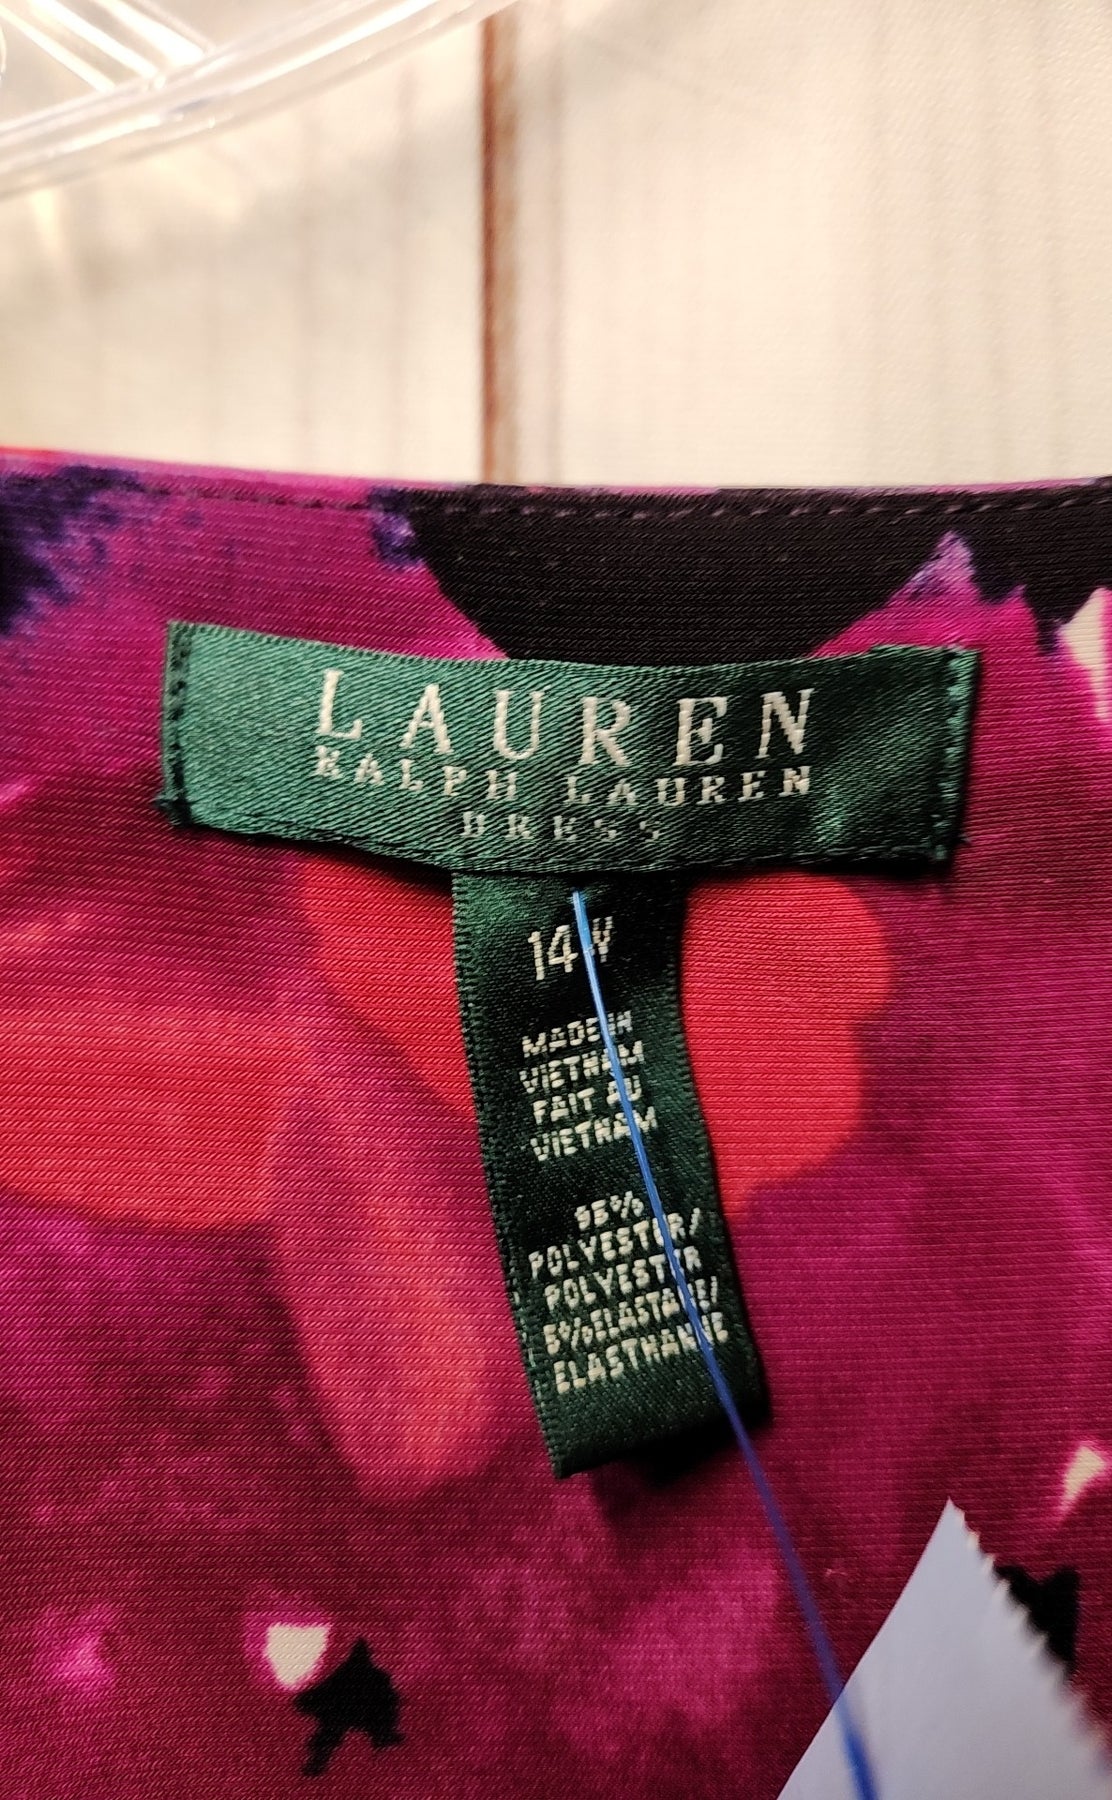 LAUREN
RALPH LAUREN
DRESS
14W
MADE IN
VIETNAM
FAIT AU
VIETNAM
95%
POLYESTER/
POLYESTER
5%ELASTANE/
ELASTHANNE